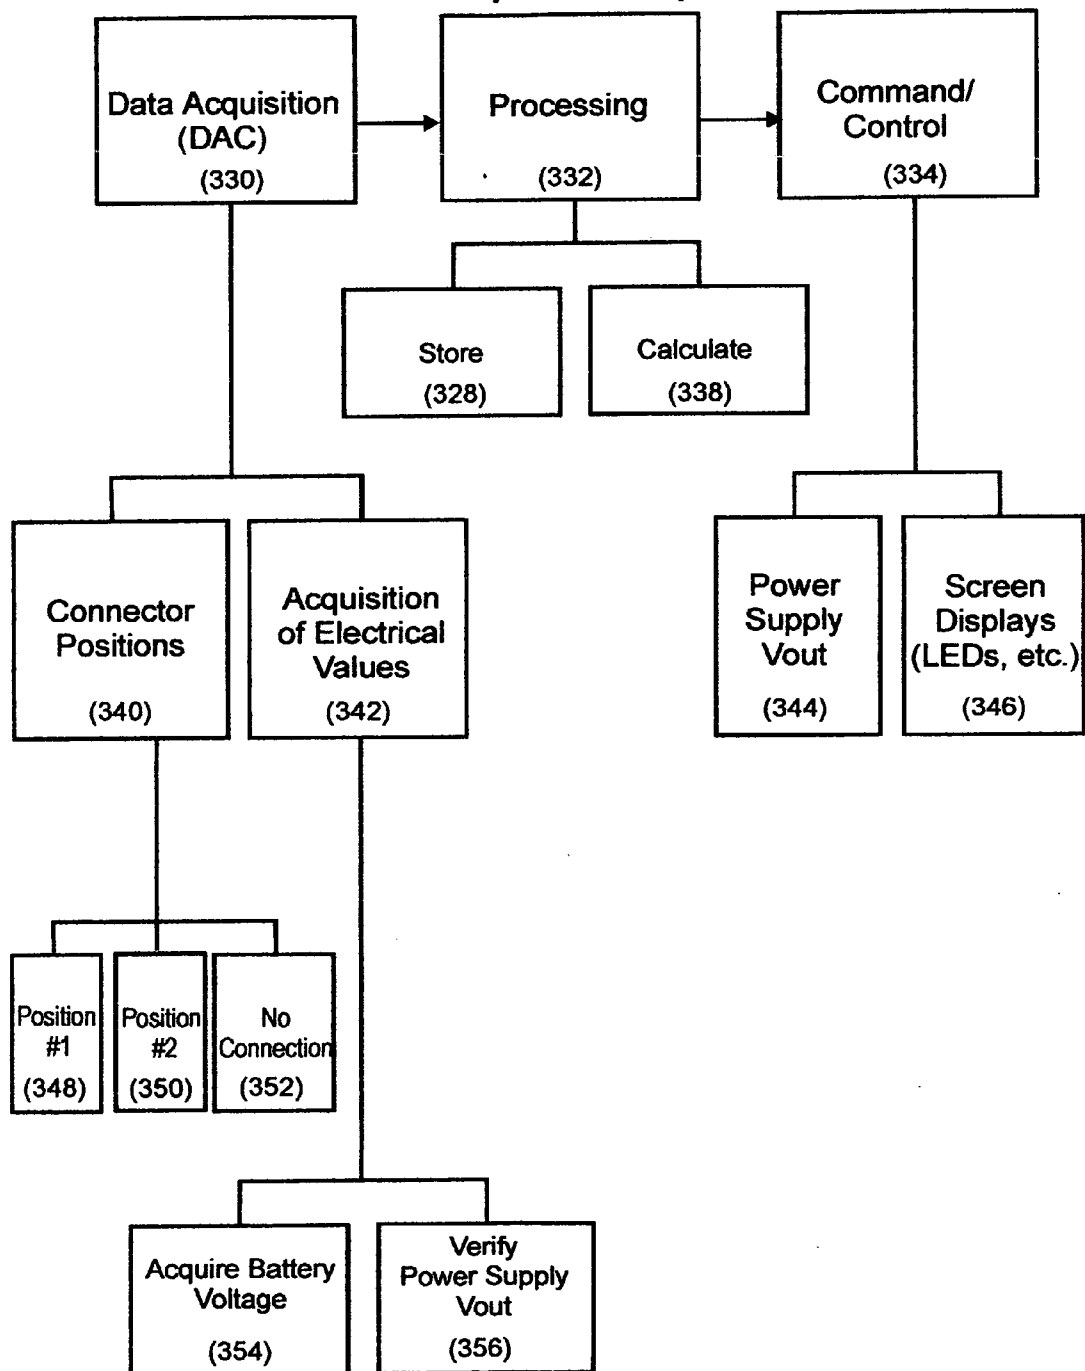 Data Acquisition
(DAC)
(330)
Processing
(332)
Command/
Control
(334)
Store
(328)
Calculate
(338)
Connector
Positions
(340)
Acquisition
of Electrical
Values
(342)
Power
Supply
Vout
(344)
Screen
Displays
(LEDs, etc.)
(346)
Position
#1
(348)
Position
#2
(350)
No
Connection
(352)
Acquire Battery
Voltage
(354)
Verify
Power Supply
Vout
(356)